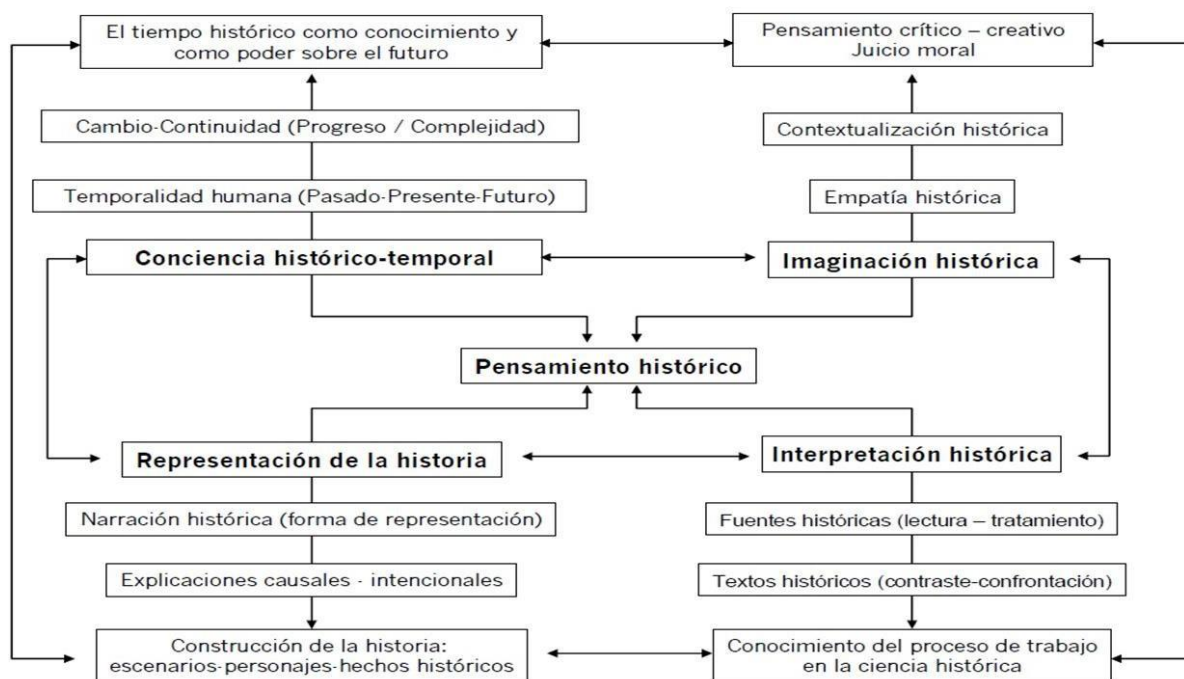 El tiempo histórico como conocimiento y
como poder sobre el futuro
Pensamiento crítico – creativo
Juicio moral
Cambio-Continuidad (Progreso / Complejidad)
Contextualización histórica
Temporalidad humana (Pasado-Presente-Futuro)
Empatía histórica
Conciencia histórico-temporal
Imaginación histórica
Pensamiento histórico
Representación de la historia
Interpretación histórica
Narración histórica (forma de representación)
Fuentes históricas (lectura – tratamiento)
Explicaciones causales - intencionales
Textos históricos (contraste-confrontación)
Construcción de la historia:
escenarios-personajes-hechos históricos
Conocimiento del proceso de trabajo
en la ciencia histórica